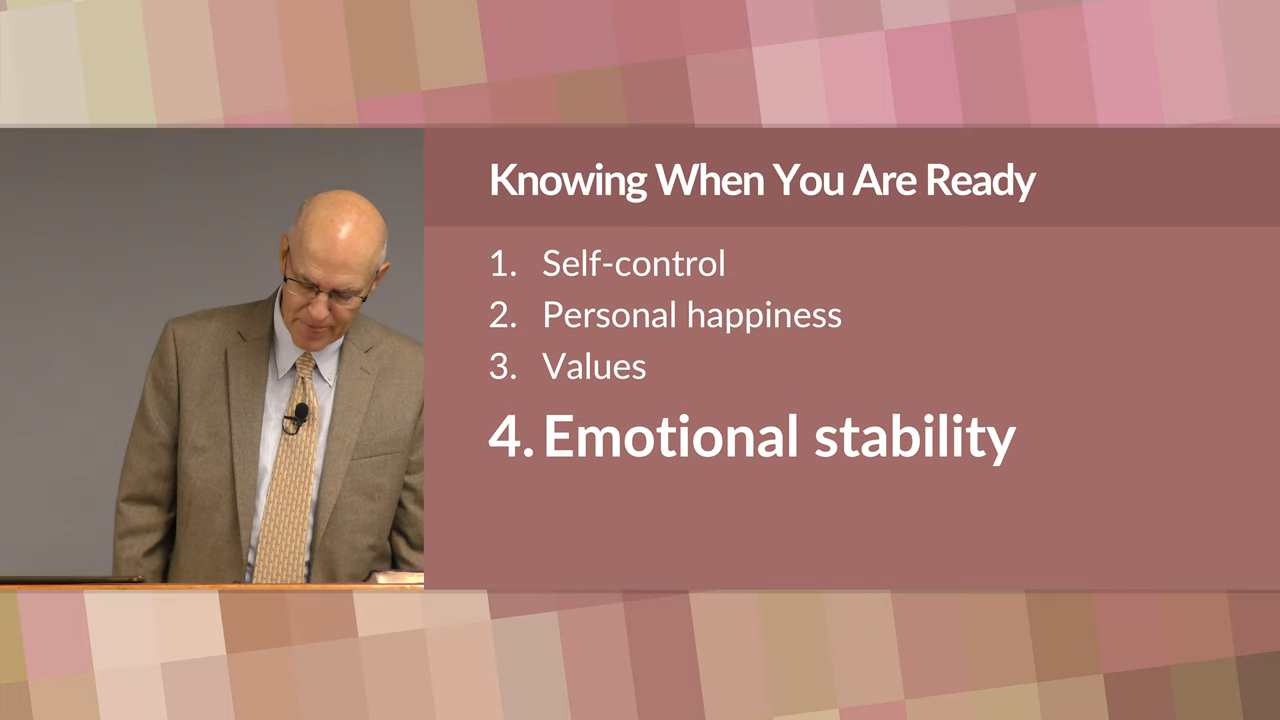 Knowing When You Are Ready
1. Self-control
2. Personal happiness
3. Values
4. Emotional stability